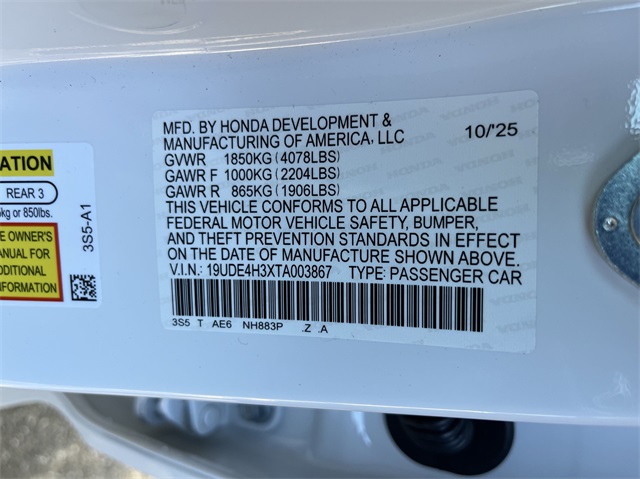 MFD. BY HONDA DEVELOPMENT &
MANUFACTURING OF AMERICA, LLC 10/'25
GVWR 1850KG (4078LBS)
GAWR F 1000KG (2204LBS)
GAWR R 865KG (1906LBS)
THIS VEHICLE CONFORMS TO ALL APPLICABLE
FEDERAL MOTOR VEHICLE SAFETY, BUMPER,
AND THEFT PREVENTION STANDARDS IN EFFECT
ON THE DATE OF MANUFACTURE SHOWN ABOVE.
V.I.N.: 19UDE4H3XTA003867 TYPE: PASSENGER CAR
3S5 T AE6 NH883P .Z .A
ATION
REAR 3
kg or 850lbs.
E OWNER'S
MANUAL FOR
ADDITIONAL
INFORMATION
3S5-A1